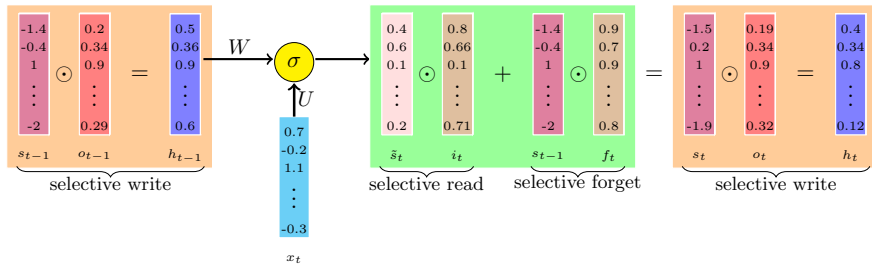 -1.4 0.2 0.5 0.4 0.8 -1.4 0.9 -1.5 0.19 0.4
-0.4 0.34 0.36 W 0.6 0.66 -0.4 0.7 0.2 0.34 0.34
1 0.9 0.9 0.1 0.1 1 0.9 1 0.9 0.8
⊙ = σ ⊙ + ⊙ = ⊙ =
⋮ ⋮ ⋮ U ⋮ ⋮ ⋮ ⋮ ⋮ ⋮ ⋮
-2 0.29 0.6 0.2 0.71 -2 0.8 -1.9 0.32 0.12
s_{t−1} o_{t−1} h_{t−1} s̃_t i_t s_{t−1} f_t s_t o_t h_t
selective write selective read selective forget selective write
0.7
-0.2
1.1
⋮
-0.3
x_t